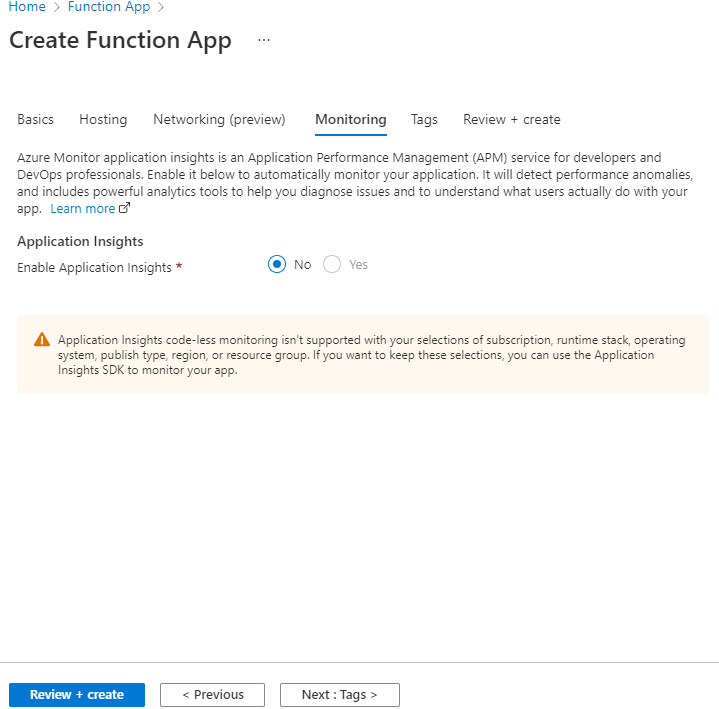 Home > Function App >
Create Function App ...
Basics Hosting Networking (preview) Monitoring Tags Review + create
Azure Monitor application insights is an Application Performance Management (APM) service for developers and
DevOps professionals. Enable it below to automatically monitor your application. It will detect performance anomalies,
and includes powerful analytics tools to help you diagnose issues and to understand what users actually do with your
app. Learn more
Application Insights
Enable Application Insights * No Yes
Application Insights code-less monitoring isn't supported with your selections of subscription, runtime stack, operating
system, publish type, region, or resource group. If you want to keep these selections, you can use the Application
Insights SDK to monitor your app.
Review + create < Previous Next : Tags >